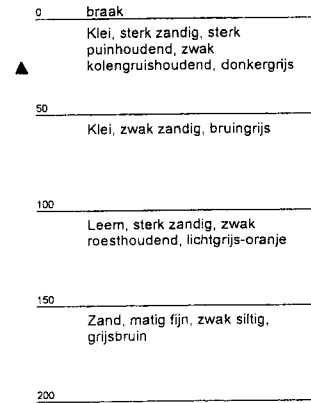 0 braak
Klei, sterk zandig, sterk
puinhoudend, zwak
kolengruishoudend, donkergrijs
50
Klei, zwak zandig, bruingrijs
100
Leem, sterk zandig, zwak
roesthoudend, lichtgrijs-oranje
150
Zand, matig fijn, zwak siltig,
grijsbruin
200